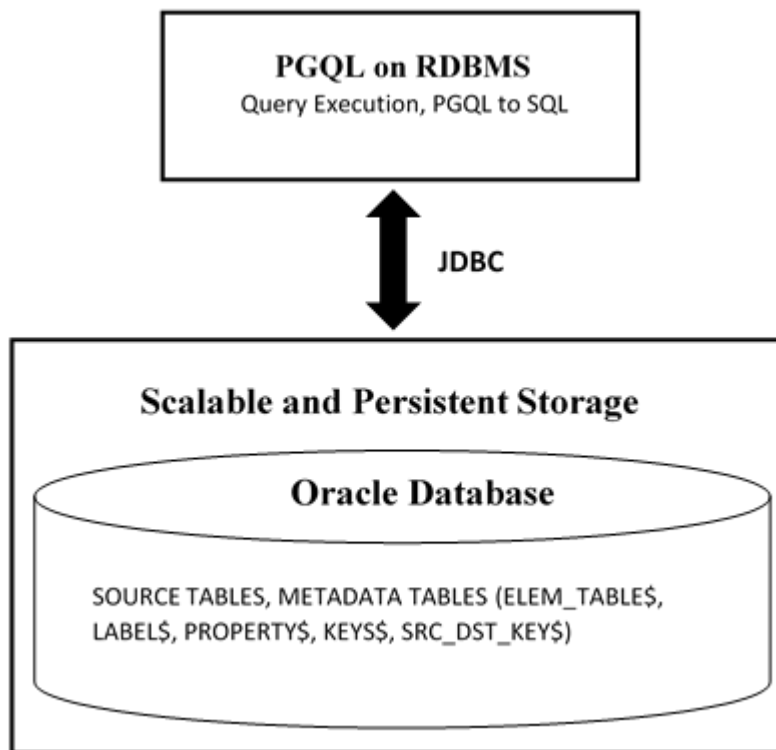 PGQL on RDBMS
Query Execution, PGQL to SQL
JDBC
Scalable and Persistent Storage
Oracle Database
SOURCE TABLES, METADATA TABLES (ELEM_TABLE$,
LABEL$, PROPERTY$, KEYS$, SRC_DST_KEY$)